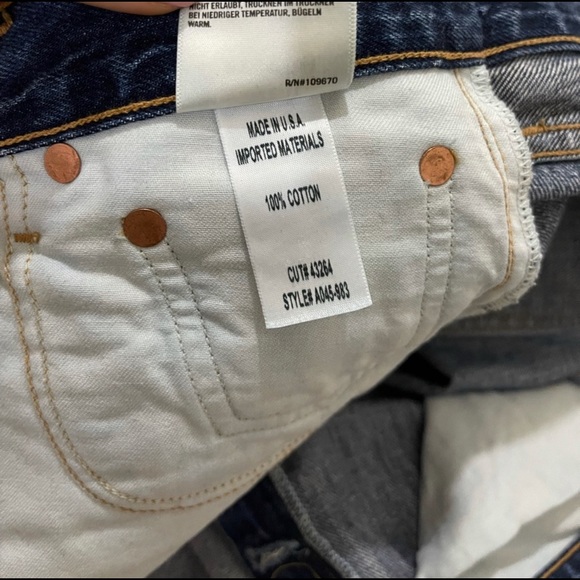 NICHT ERLAUBT, TROCKNEN IM TROCKNER
BEI NIEDRIGER TEMPERATUR, BÜGELN
WARM.
R/N#109670
MADE IN U.S.A.
IMPORTED MATERIALS
100% COTTON
CUT# 43264
STYLE# A045-983